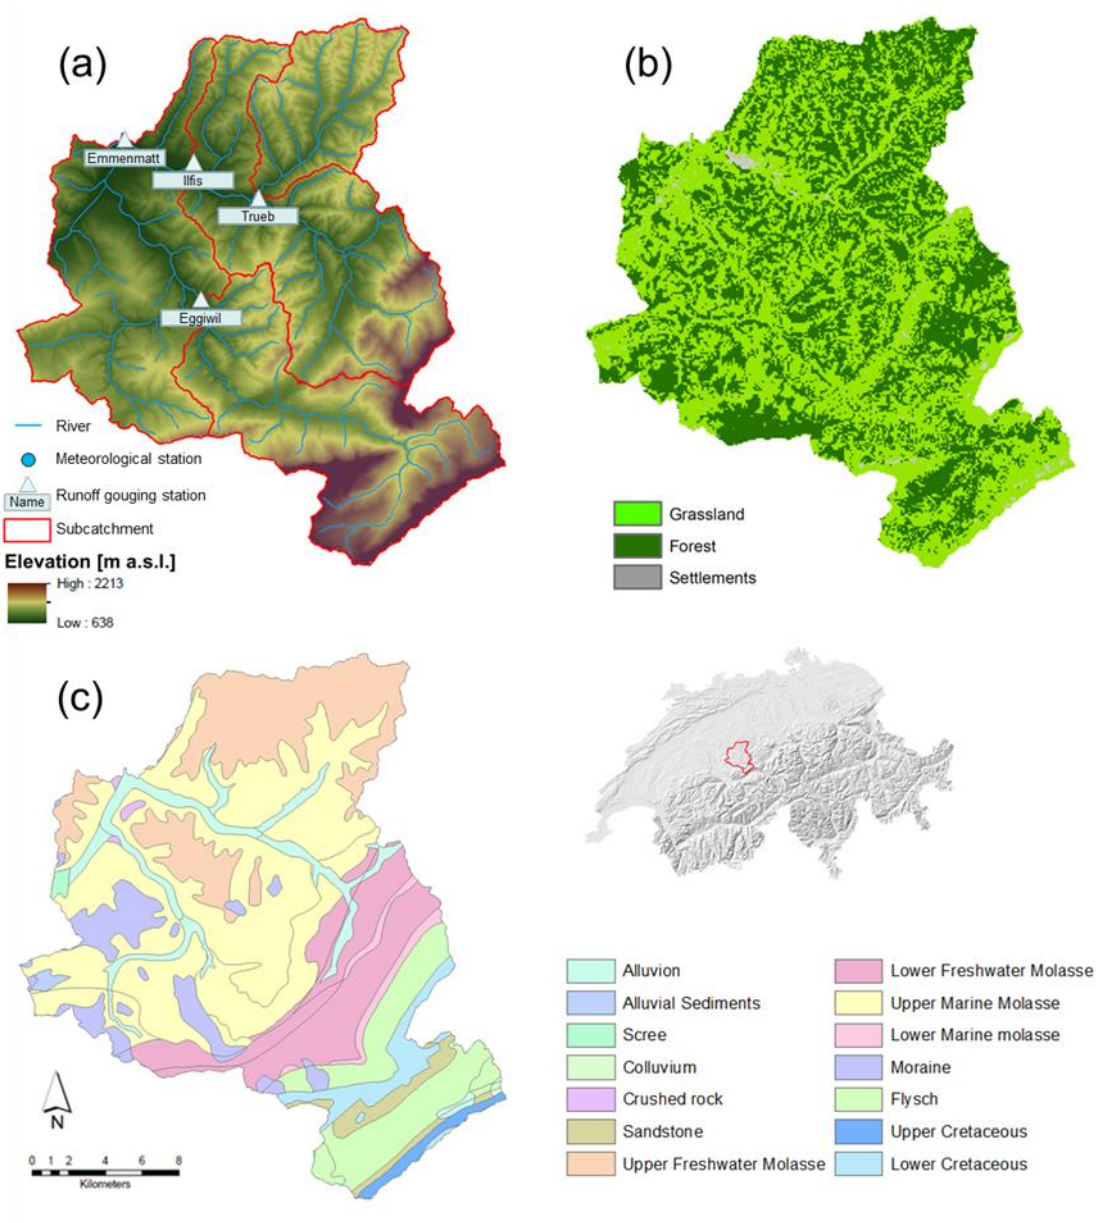 (a)
Emmenmatt
Ilfis
Trueb
Eggiwil
River
Meteorological station
Name
Runoff gouging station
Subcatchment
Elevation [m a.s.l.]
High : 2213
Low : 638
(b)
Grassland
Forest
Settlements
(c)
N
0 1 2 4 6 8
Kilometers
Alluvion
Alluvial Sediments
Scree
Colluvium
Crushed rock
Sandstone
Upper Freshwater Molasse
Lower Freshwater Molasse
Upper Marine Molasse
Lower Marine molasse
Moraine
Flysch
Upper Cretaceous
Lower Cretaceous